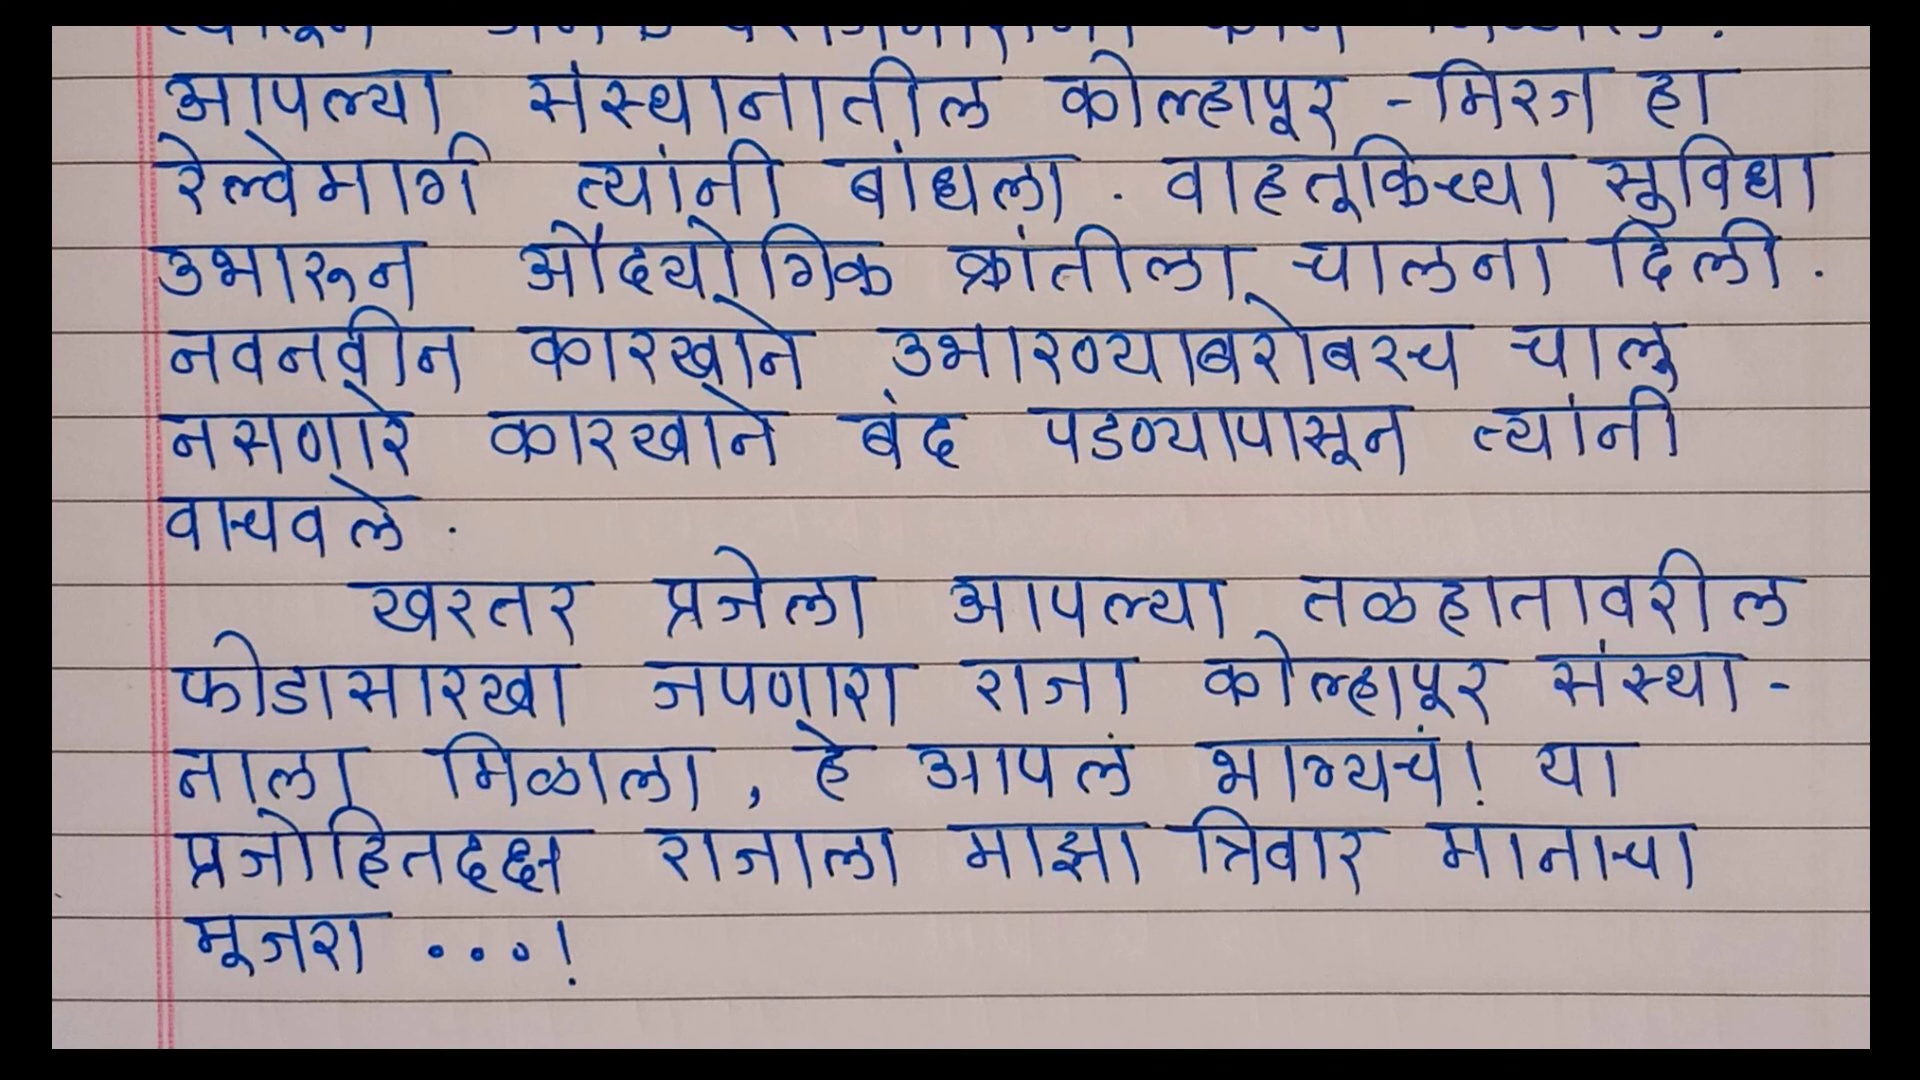 आपल्या संस्थानातील कोल्हापूर - मिरज हा
रेल्वेमार्ग त्यांनी बांधला . वाहतूकिच्या सुविधा
उभारून औदयोगिक क्रांतीला चालना दिली .
नवनवीन कारखाने उभारण्याबरोबरच चालु
नसणारे कारखाने बंद पडण्यापासून त्यांनी
वाचवले .
खरतर प्रजेला आपल्या तळहातावरील
फोडासारखा जपणारा राजा कोल्हापूर संस्था -
नाला मिळाला , हे आपलं भाग्यचं! या
प्रजोहितदक्ष राजाला माझा त्रिवार मानाचा
मूजरा ...!